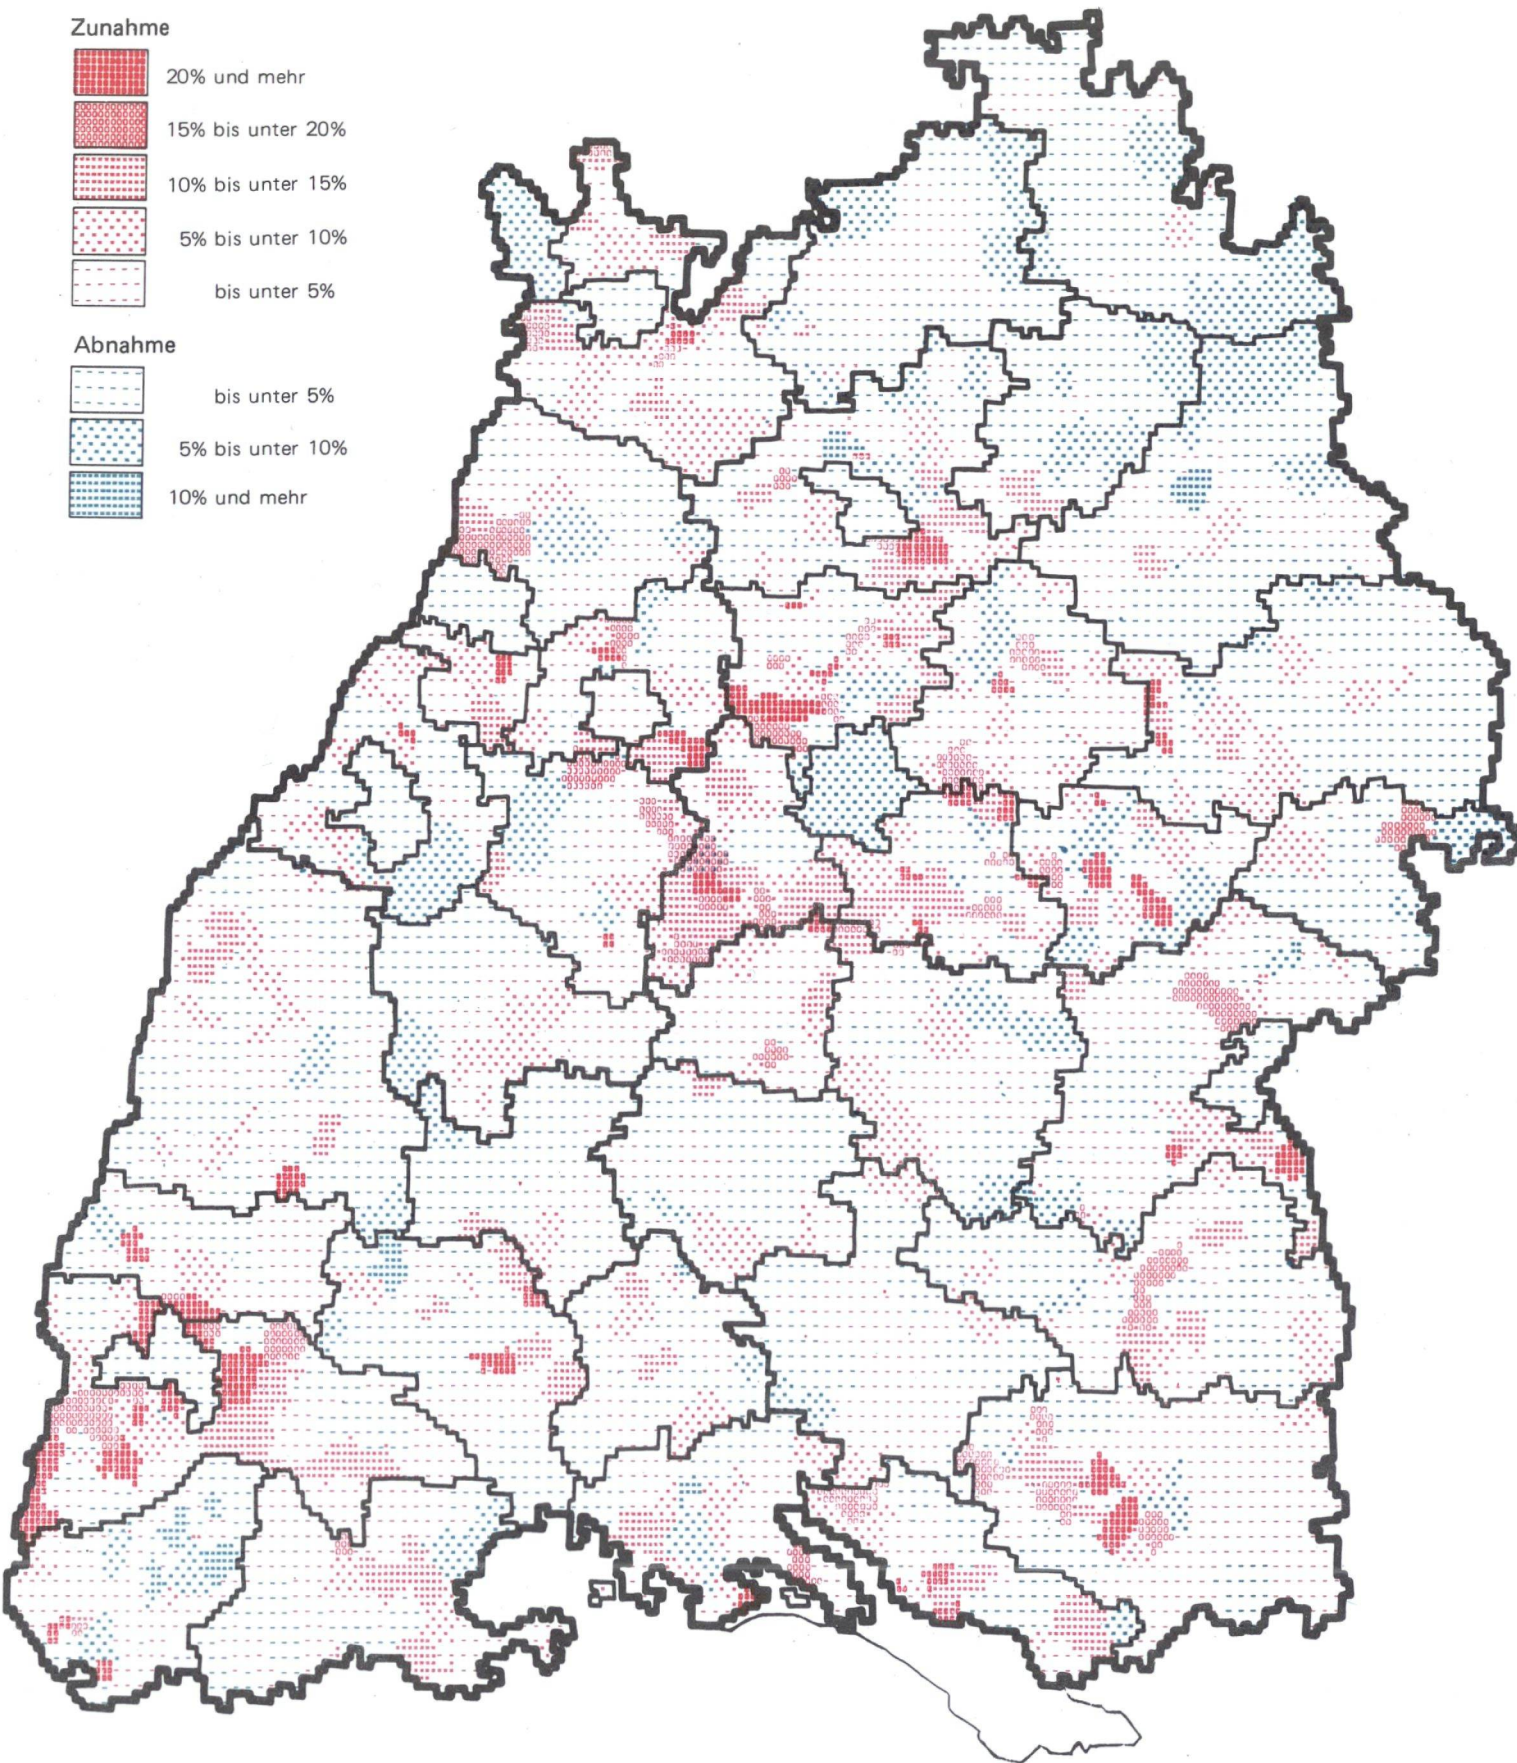 Zunahme
20% und mehr
15% bis unter 20%
10% bis unter 15%
5% bis unter 10%
bis unter 5%
Abnahme
bis unter 5%
5% bis unter 10%
10% und mehr